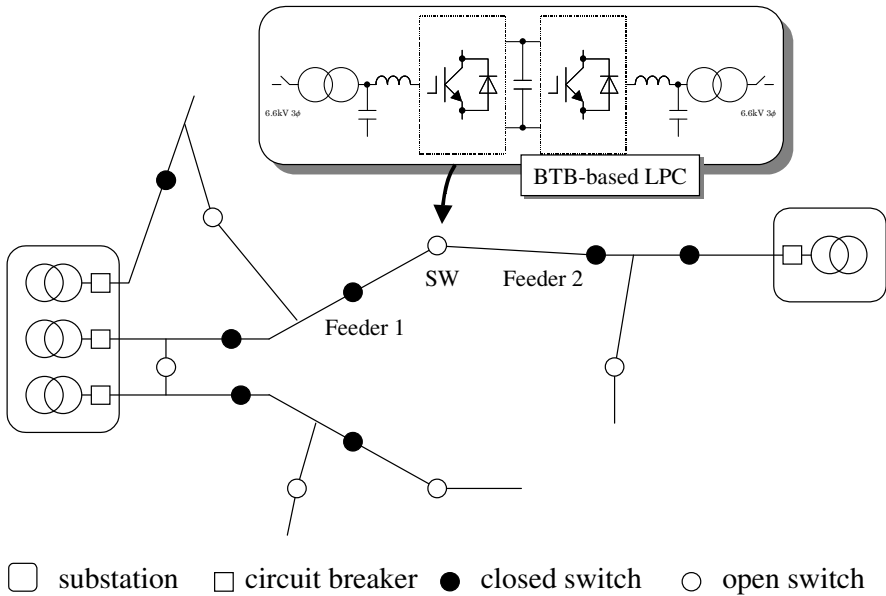 6.6kV 3ϕ
6.6kV 3ϕ
BTB-based LPC
SW
Feeder 2
Feeder 1
substation
circuit breaker
closed switch
open switch